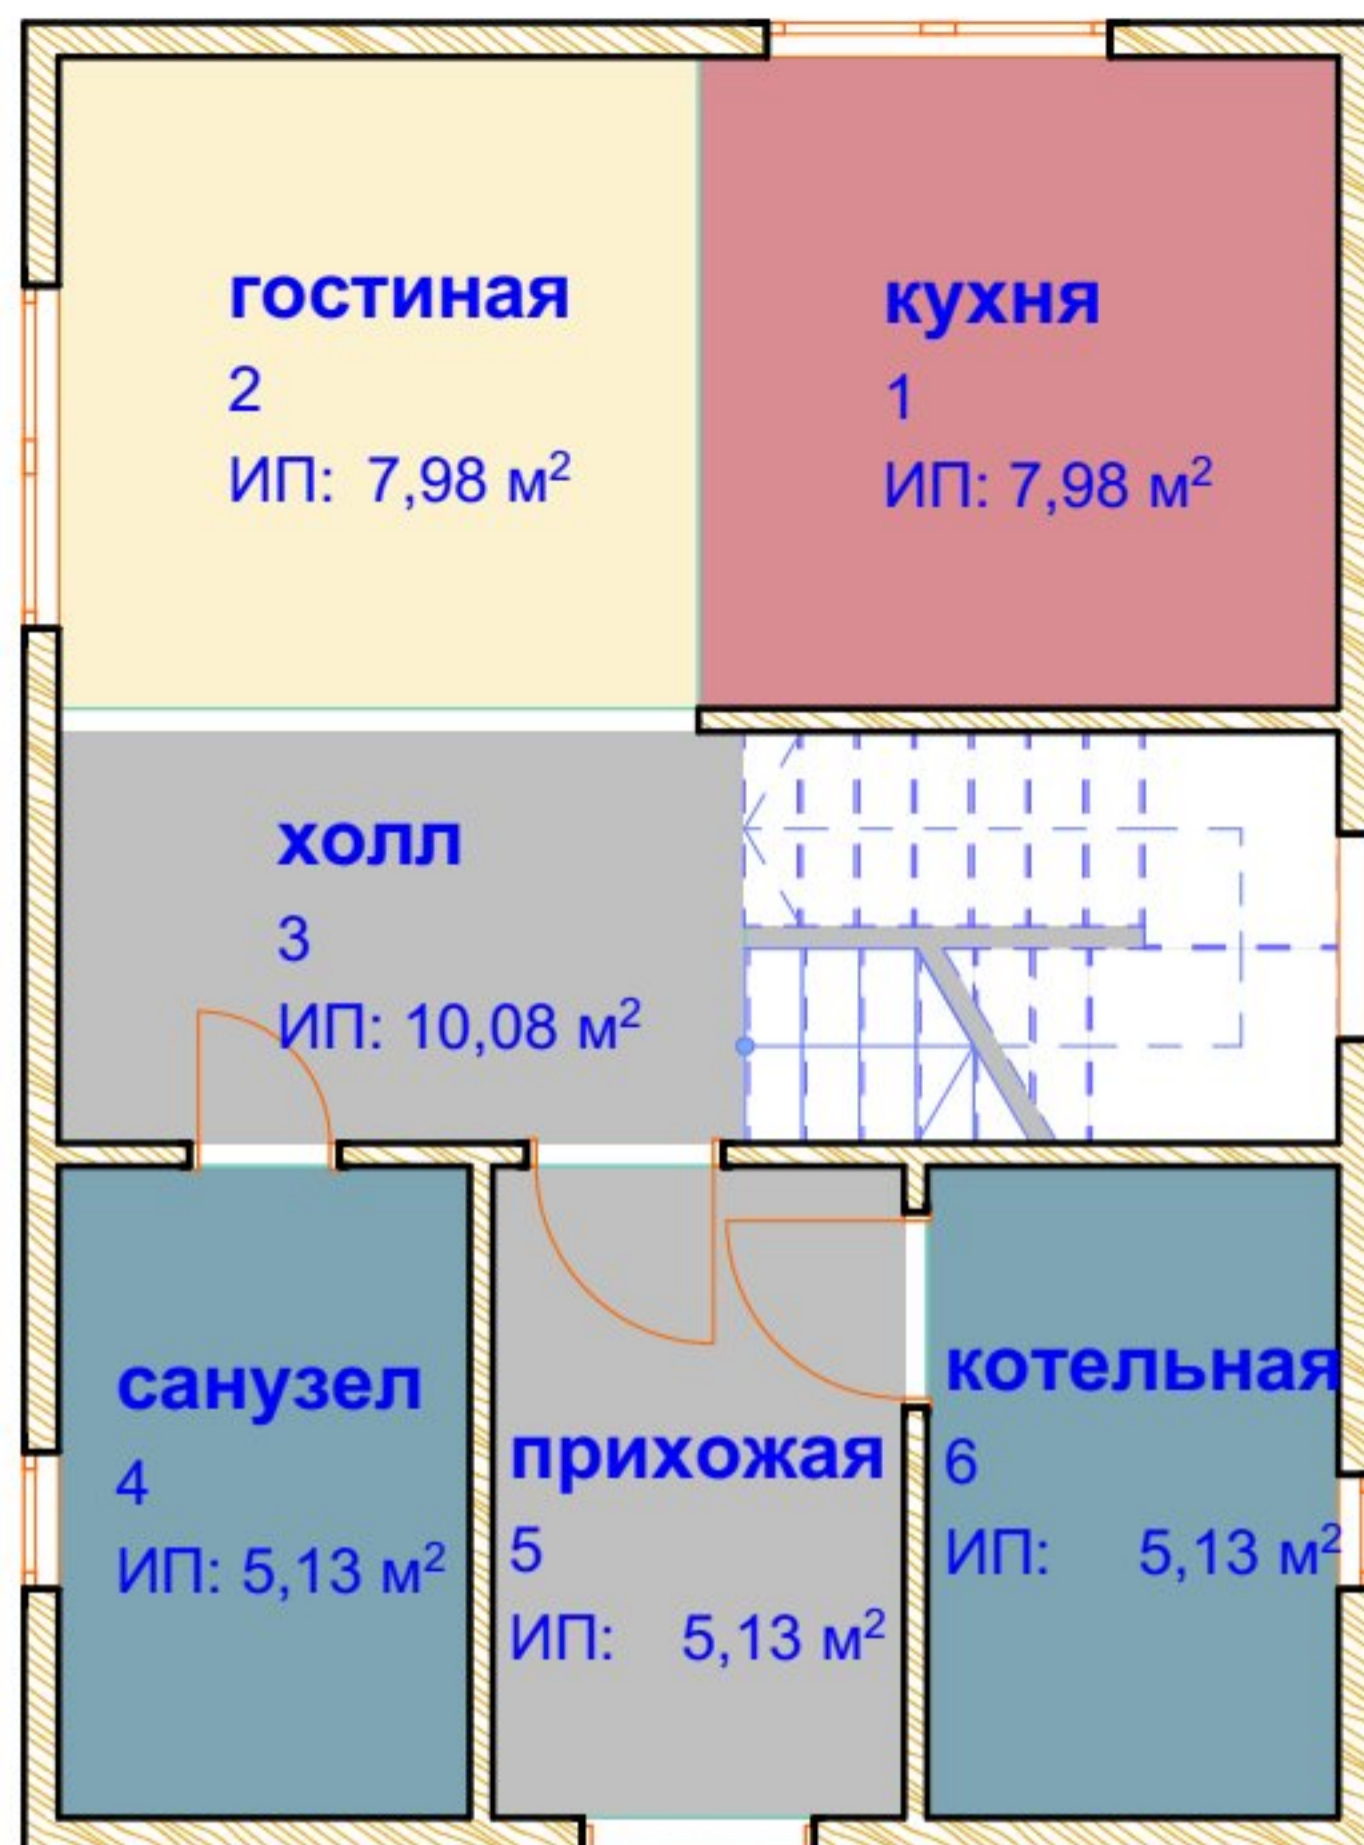 гостиная
2
ИП: 7,98 м²
кухня
1
ИП: 7,98 м²
холл
3
ИП: 10,08 м²
санузел
4
ИП: 5,13 м²
прихожая
5
ИП: 5,13 м²
котельная
6
ИП: 5,13 м²